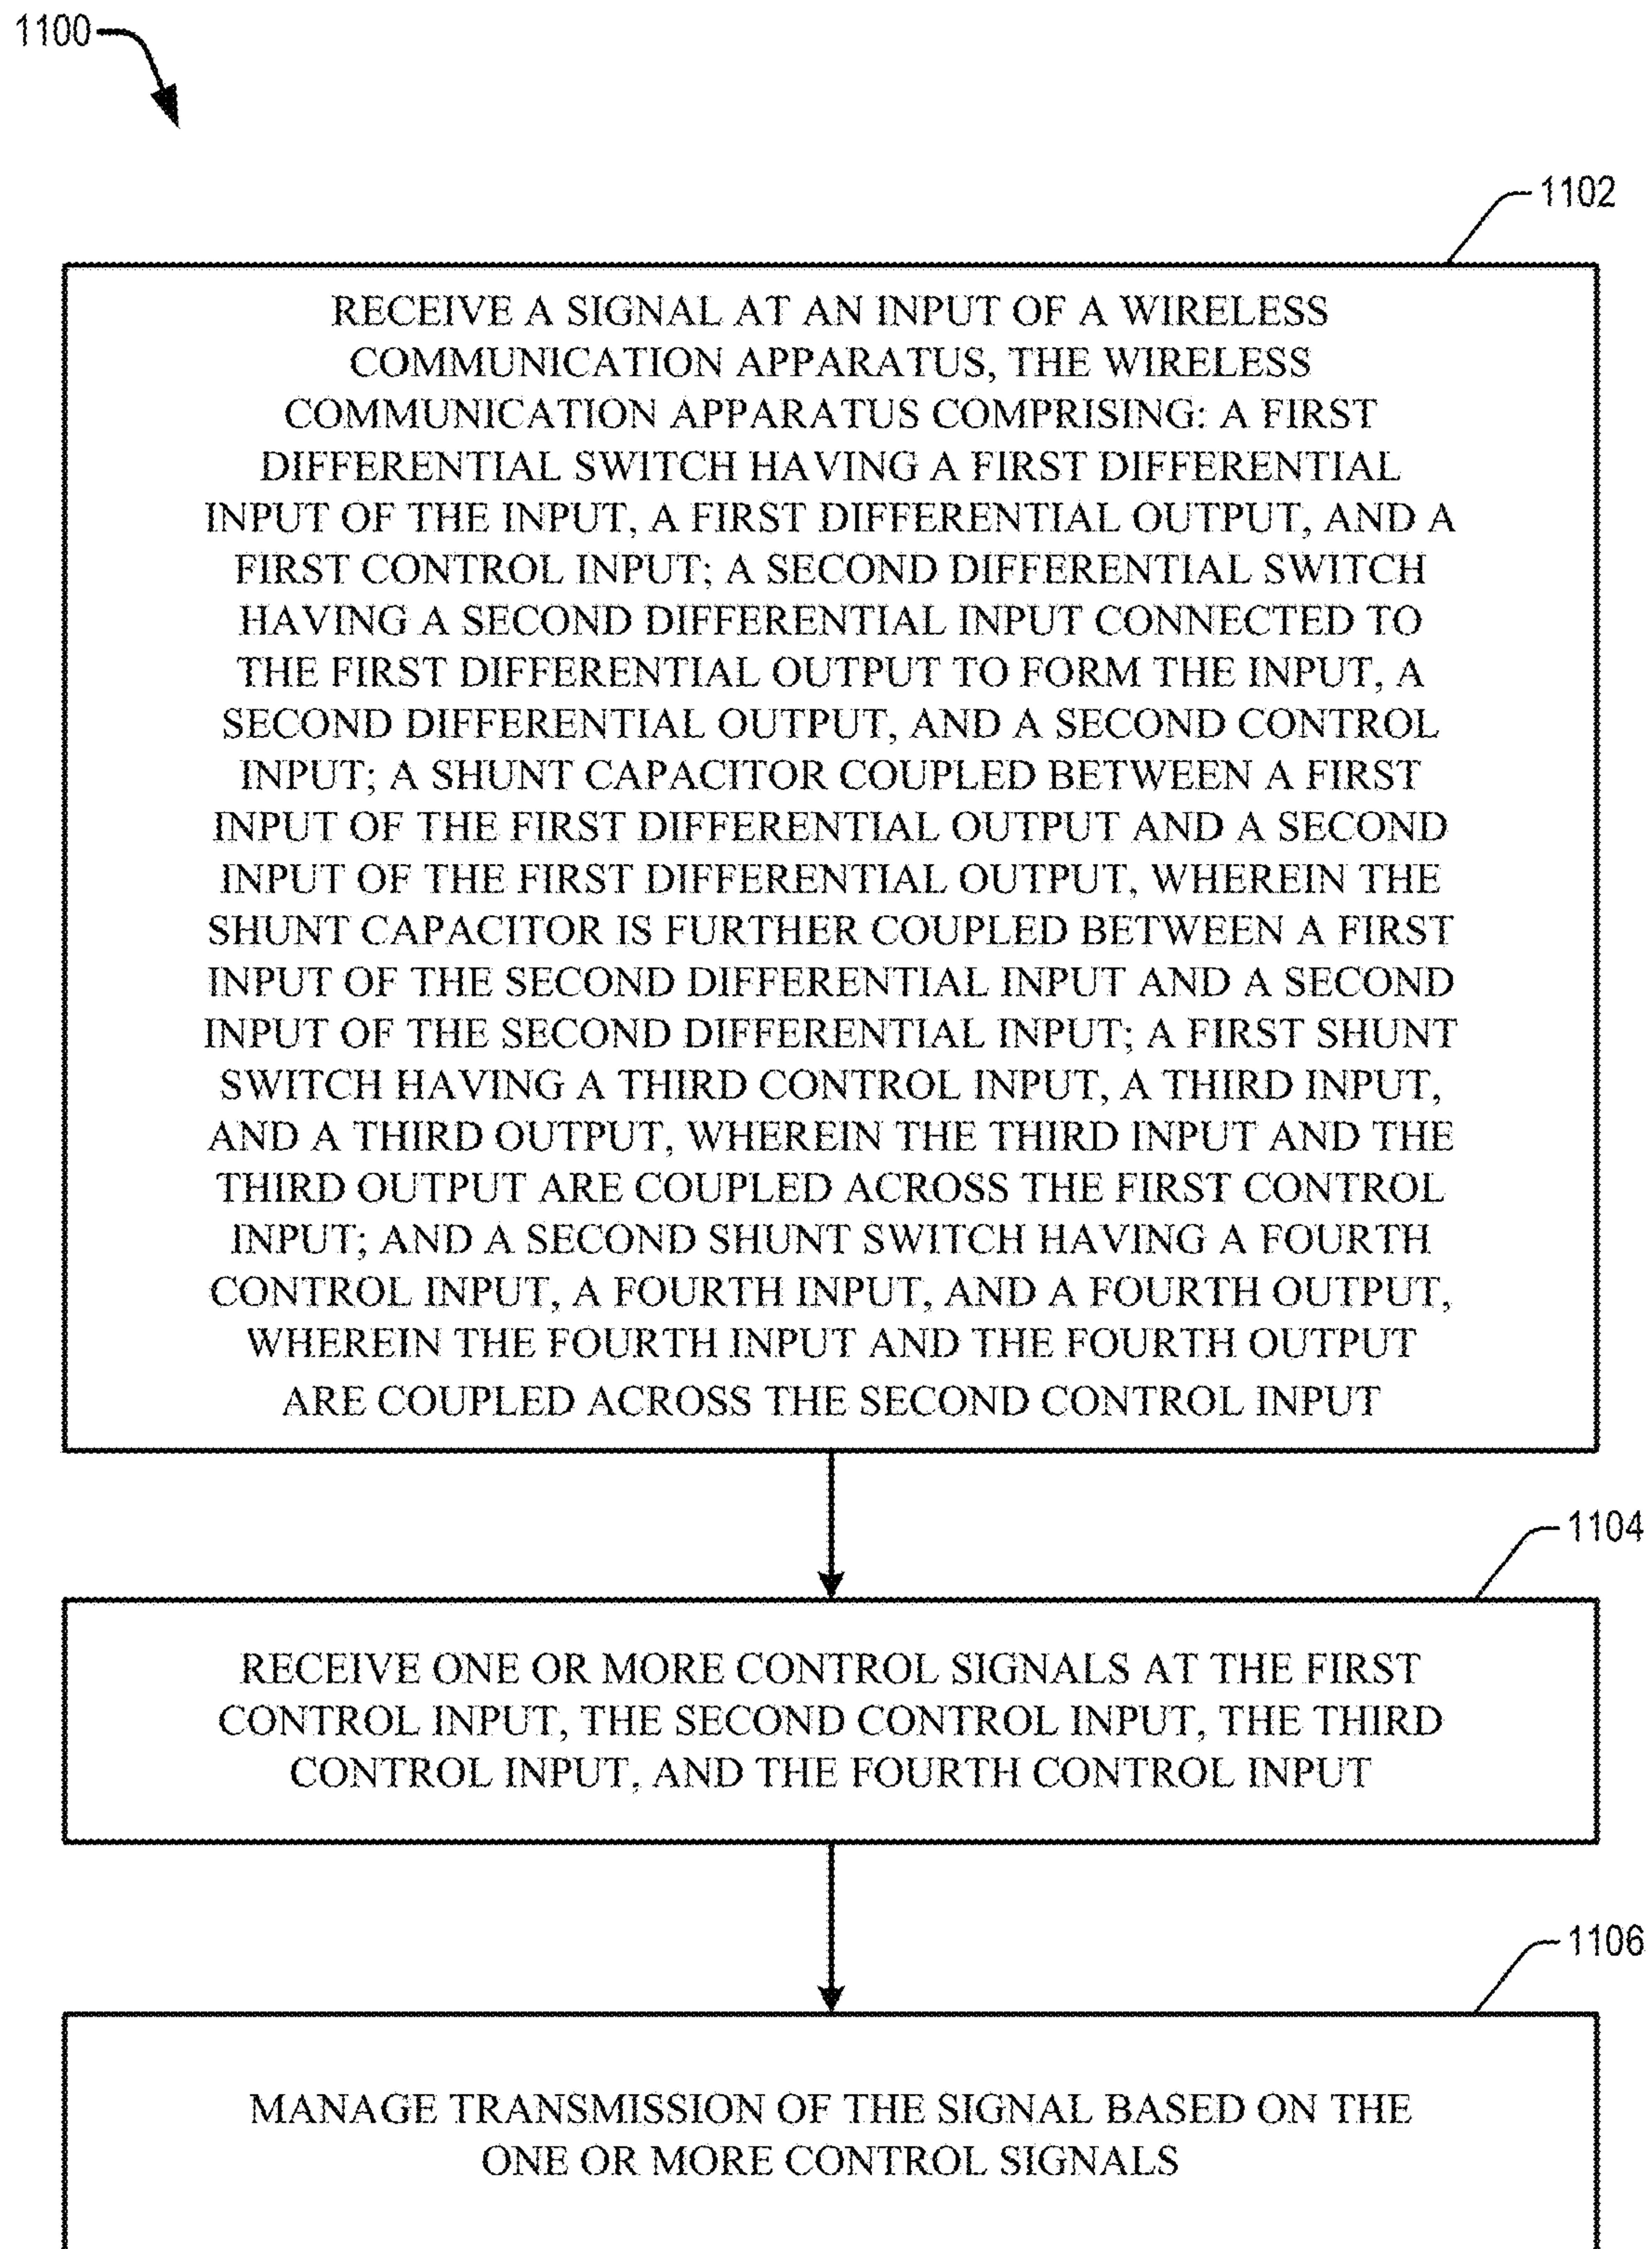 1100
1102
RECEIVE A SIGNAL AT AN INPUT OF A WIRELESS
COMMUNICATION APPARATUS, THE WIRELESS
COMMUNICATION APPARATUS COMPRISING: A FIRST
DIFFERENTIAL SWITCH HAVING A FIRST DIFFERENTIAL
INPUT OF THE INPUT, A FIRST DIFFERENTIAL OUTPUT, AND A
FIRST CONTROL INPUT; A SECOND DIFFERENTIAL SWITCH
HAVING A SECOND DIFFERENTIAL INPUT CONNECTED TO
THE FIRST DIFFERENTIAL OUTPUT TO FORM THE INPUT, A
SECOND DIFFERENTIAL OUTPUT, AND A SECOND CONTROL
INPUT; A SHUNT CAPACITOR COUPLED BETWEEN A FIRST
INPUT OF THE FIRST DIFFERENTIAL OUTPUT AND A SECOND
INPUT OF THE FIRST DIFFERENTIAL OUTPUT, WHEREIN THE
SHUNT CAPACITOR IS FURTHER COUPLED BETWEEN A FIRST
INPUT OF THE SECOND DIFFERENTIAL INPUT AND A SECOND
INPUT OF THE SECOND DIFFERENTIAL INPUT; A FIRST SHUNT
SWITCH HAVING A THIRD CONTROL INPUT, A THIRD INPUT,
AND A THIRD OUTPUT, WHEREIN THE THIRD INPUT AND THE
THIRD OUTPUT ARE COUPLED ACROSS THE FIRST CONTROL
INPUT; AND A SECOND SHUNT SWITCH HAVING A FOURTH
CONTROL INPUT, A FOURTH INPUT, AND A FOURTH OUTPUT,
WHEREIN THE FOURTH INPUT AND THE FOURTH OUTPUT
ARE COUPLED ACROSS THE SECOND CONTROL INPUT
1104
RECEIVE ONE OR MORE CONTROL SIGNALS AT THE FIRST
CONTROL INPUT, THE SECOND CONTROL INPUT, THE THIRD
CONTROL INPUT, AND THE FOURTH CONTROL INPUT
1106
MANAGE TRANSMISSION OF THE SIGNAL BASED ON THE
ONE OR MORE CONTROL SIGNALS